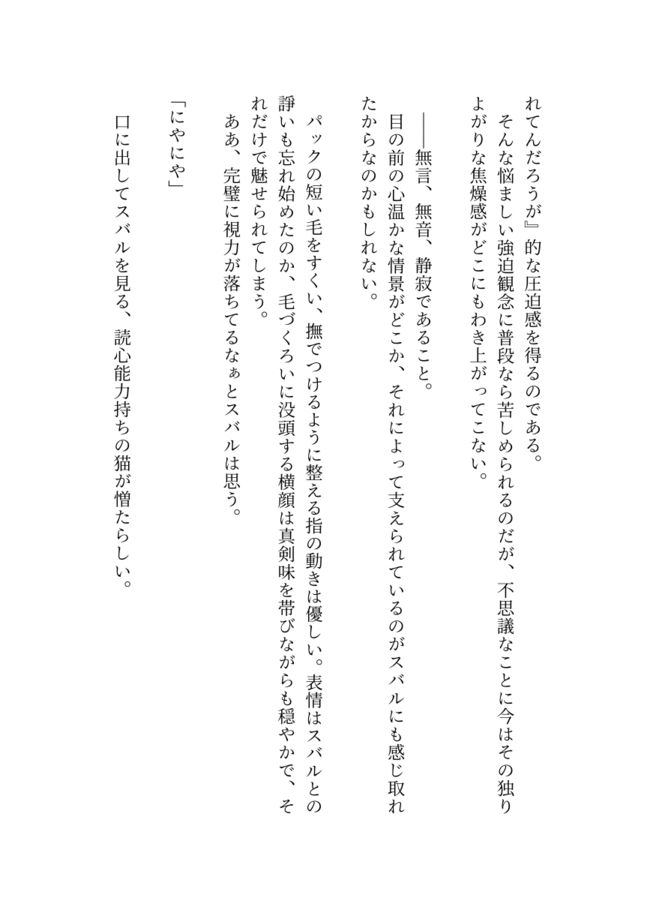 れてんだろうが』的な圧迫感を得るのである。
そんな悩ましい強迫観念に普段なら苦しめられるのだが、不思議なことに今はその独り
よがりな焦燥感がどこにもわき上がってこない。
――無言、無音、静寂であること。
目の前の心温かな情景がどこか、それによって支えられているのがスバルにも感じ取れ
たからなのかもしれない。
パックの短い毛をすくい、撫でつけるように整える指の動きは優しい。表情はスバルとの
諍いも忘れ始めたのか、毛づくろいに没頭する横顔は真剣味を帯びながらも穏やかで、そ
れだけで魅せられてしまう。
ああ、完璧に視力が落ちてるなぁとスバルは思う。
「にやにや」
口に出してスバルを見る、読心能力持ちの猫が憎たらしい。